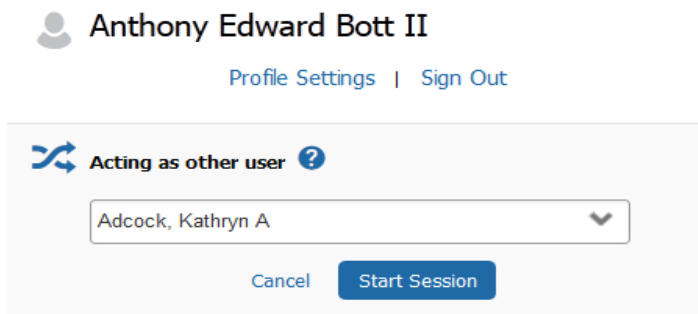 Anthony Edward Bott II
Profile Settings | Sign Out
Acting as other user ?
Adcock, Kathryn A
Cancel Start Session